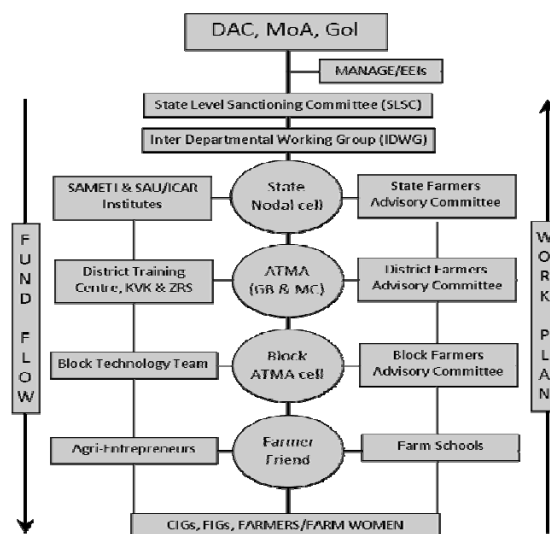 DAC, MoA, GoI
MANAGE/EEIs
State Level Sanctioning Committee (SLSC)
Inter Departmental Working Group (IDWG)
SAMETI & SAU/ICAR
Institutes
State
Nodal cell
State Farmers
Advisory Committee
District Training
Centre, KVK & ZRS
ATMA
(GB & MC)
District Farmers
Advisory Committee
Block Technology Team
Block
ATMA cell
Block Farmers
Advisory Committee
Agri-Entrepreneurs
Farmer
Friend
Farm Schools
CIGs, FIGs, FARMERS/FARM WOMEN
FUND FLOW
WORK PLAN